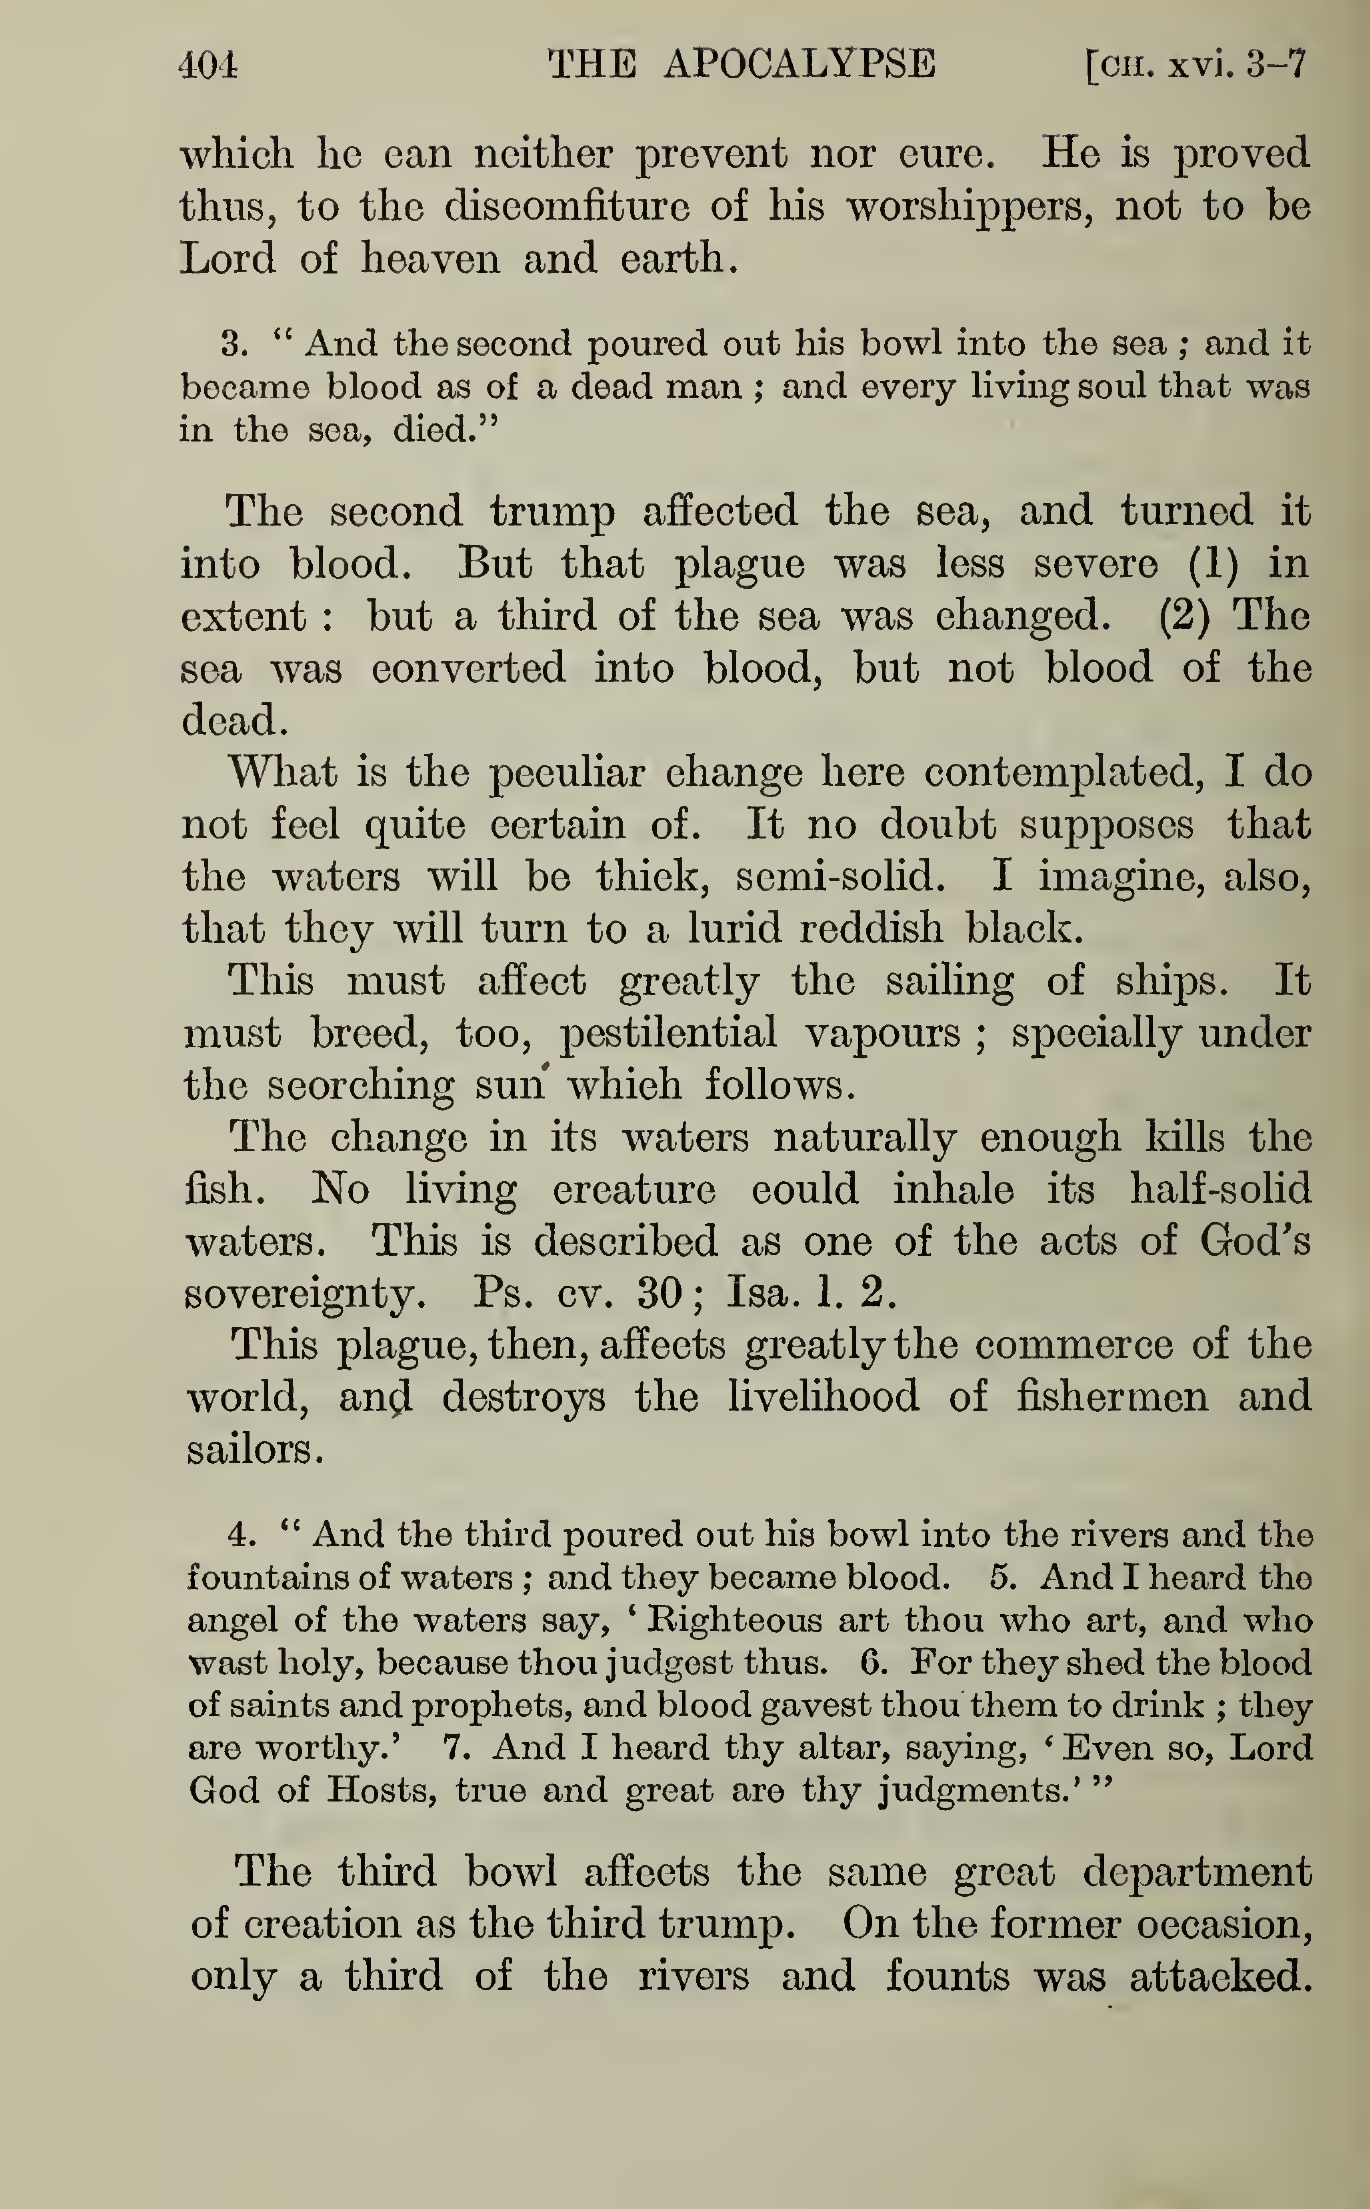 404 THE APOCALYPSE [CH. xvi. 3–7
which he can neither prevent nor cure. He is proved
thus, to the discomfiture of his worshippers, not to be
Lord of heaven and earth.
3. “ And the second poured out his bowl into the sea ; and it
became blood as of a dead man ; and every living soul that was
in the sea, died.”
The second trump affected the sea, and turned it
into blood. But that plague was less severe (1) in
extent : but a third of the sea was changed. (2) The
sea was converted into blood, but not blood of the
dead.
What is the peculiar change here contemplated, I do
not feel quite certain of. It no doubt supposes that
the waters will be thick, semi-solid. I imagine, also,
that they will turn to a lurid reddish black.
This must affect greatly the sailing of ships. It
must breed, too, pestilential vapours ; specially under
the scorching sun which follows.
The change in its waters naturally enough kills the
fish. No living creature could inhale its half-solid
waters. This is described as one of the acts of God's
sovereignty. Ps. cv. 30 ; Isa. l. 2.
This plague, then, affects greatly the commerce of the
world, and destroys the livelihood of fishermen and
sailors.
4. “ And the third poured out his bowl into the rivers and the
fountains of waters ; and they became blood. 5. And I heard the
angel of the waters say, ‘ Righteous art thou who art, and who
wast holy, because thou judgest thus. 6. For they shed the blood
of saints and prophets, and blood gavest thou them to drink ; they
are worthy.’ 7. And I heard thy altar, saying, ‘ Even so, Lord
God of Hosts, true and great are thy judgments.’ ”
The third bowl affects the same great department
of creation as the third trump. On the former occasion,
only a third of the rivers and founts was attacked.